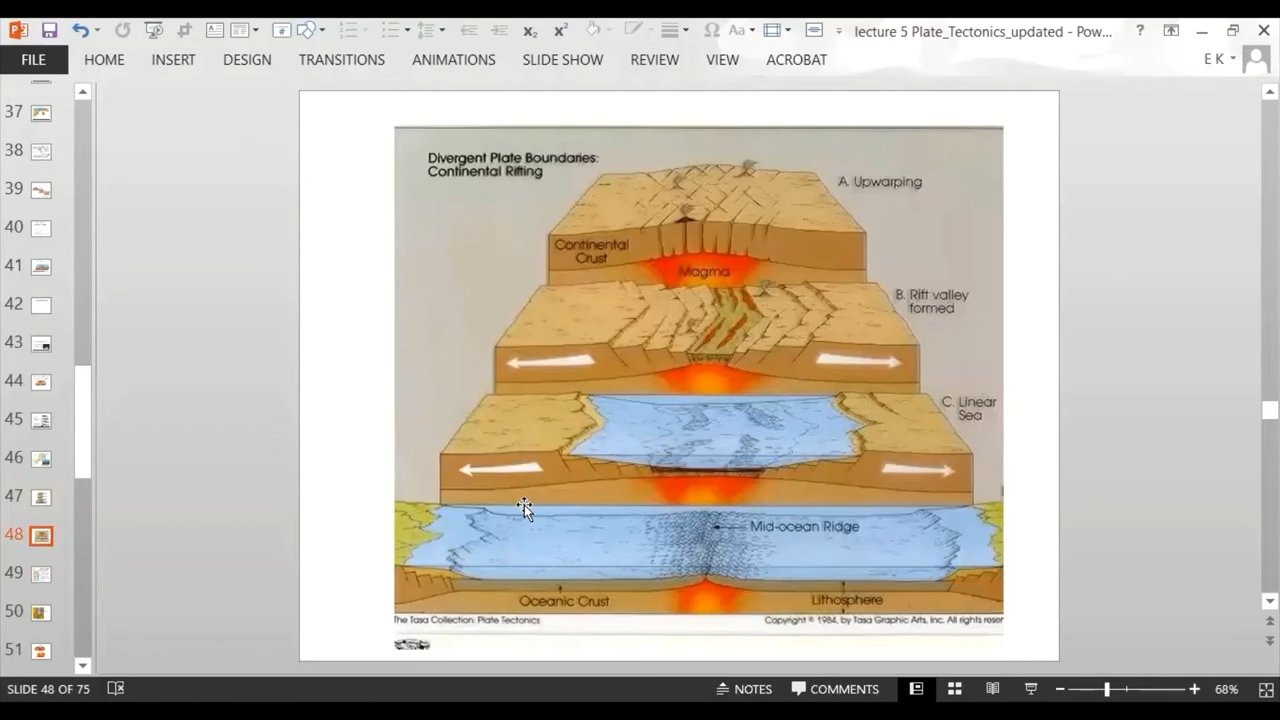 lecture 5 Plate_Tectonics_updated - Pow...
?
E K
FILE
HOME
INSERT
DESIGN
TRANSITIONS
ANIMATIONS
SLIDE SHOW
REVIEW
VIEW
ACROBAT
37
38
39
40
41
42
43
44
45
46
47
48
49
50
51
Divergent Plate Boundaries:
Continental Rifting
A. Upwarping
Continental
Crust
Magma
B. Rift valley
formed
C. Linear
Sea
Mid-ocean Ridge
Oceanic Crust
Lithosphere
The Tasa Collection: Plate Tectonics
Copyright © 1984, by Tasa Graphic Arts, Inc. All rights reser
SLIDE 48 OF 75
NOTES
COMMENTS
68%